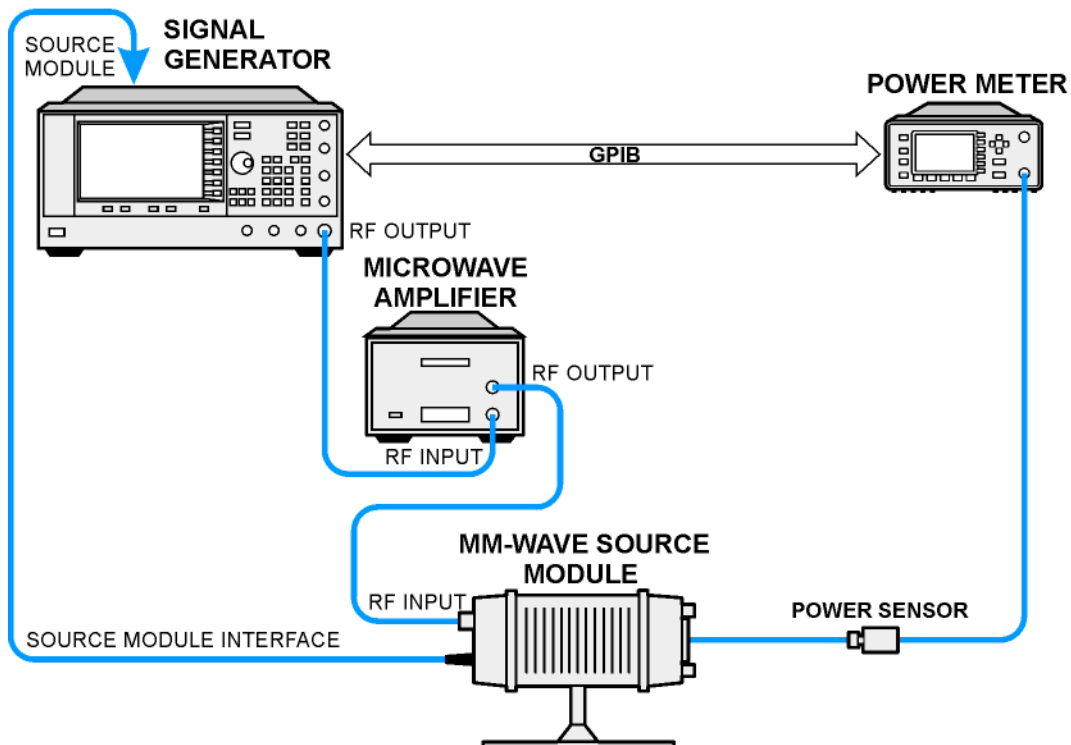 SIGNAL
GENERATOR
SOURCE
MODULE
POWER METER
GPIB
RF OUTPUT
MICROWAVE
AMPLIFIER
RF OUTPUT
RF INPUT
MM-WAVE SOURCE
MODULE
RF INPUT
POWER SENSOR
SOURCE MODULE INTERFACE